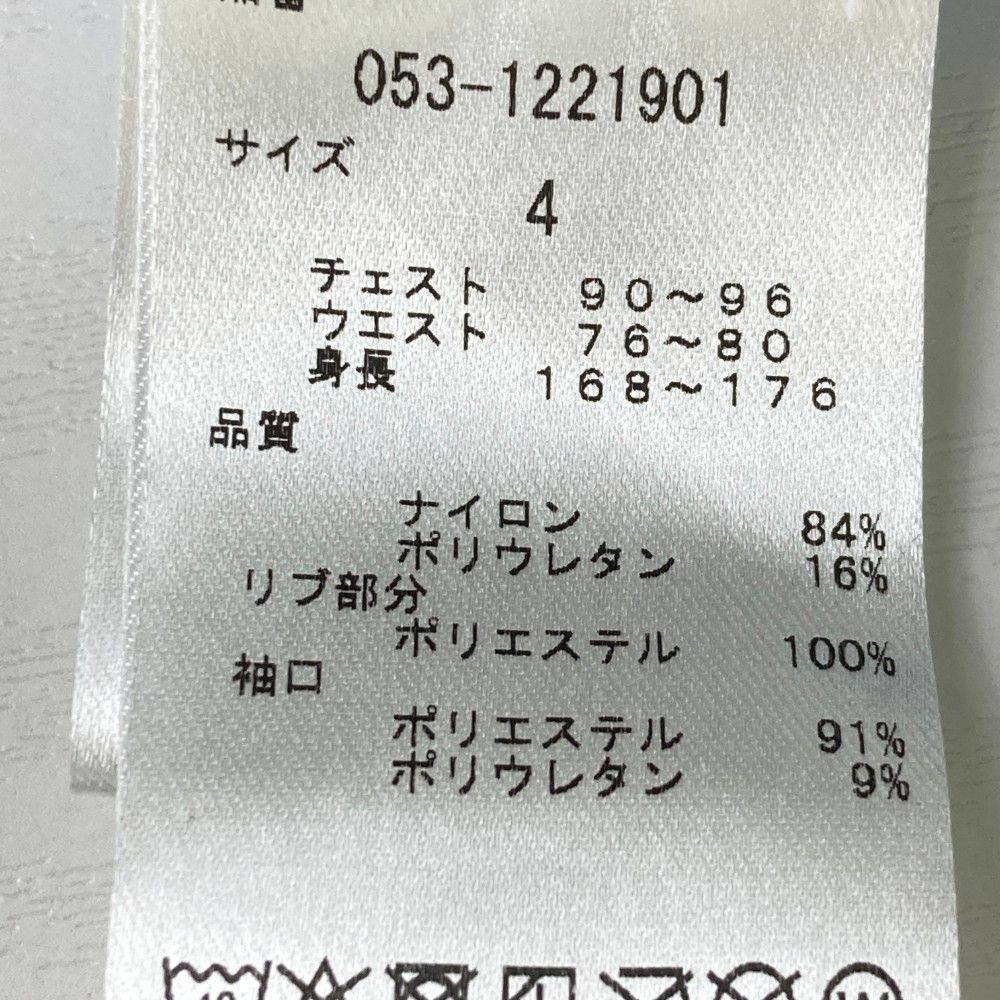 053-1221901
サイズ
4
チェスト 90～96
ウエスト 76～80
身長 168～176
品質
ナイロン 84%
ポリウレタン 16%
リブ部分
ポリエステル 100%
袖口
ポリエステル 91%
ポリウレタン 9%